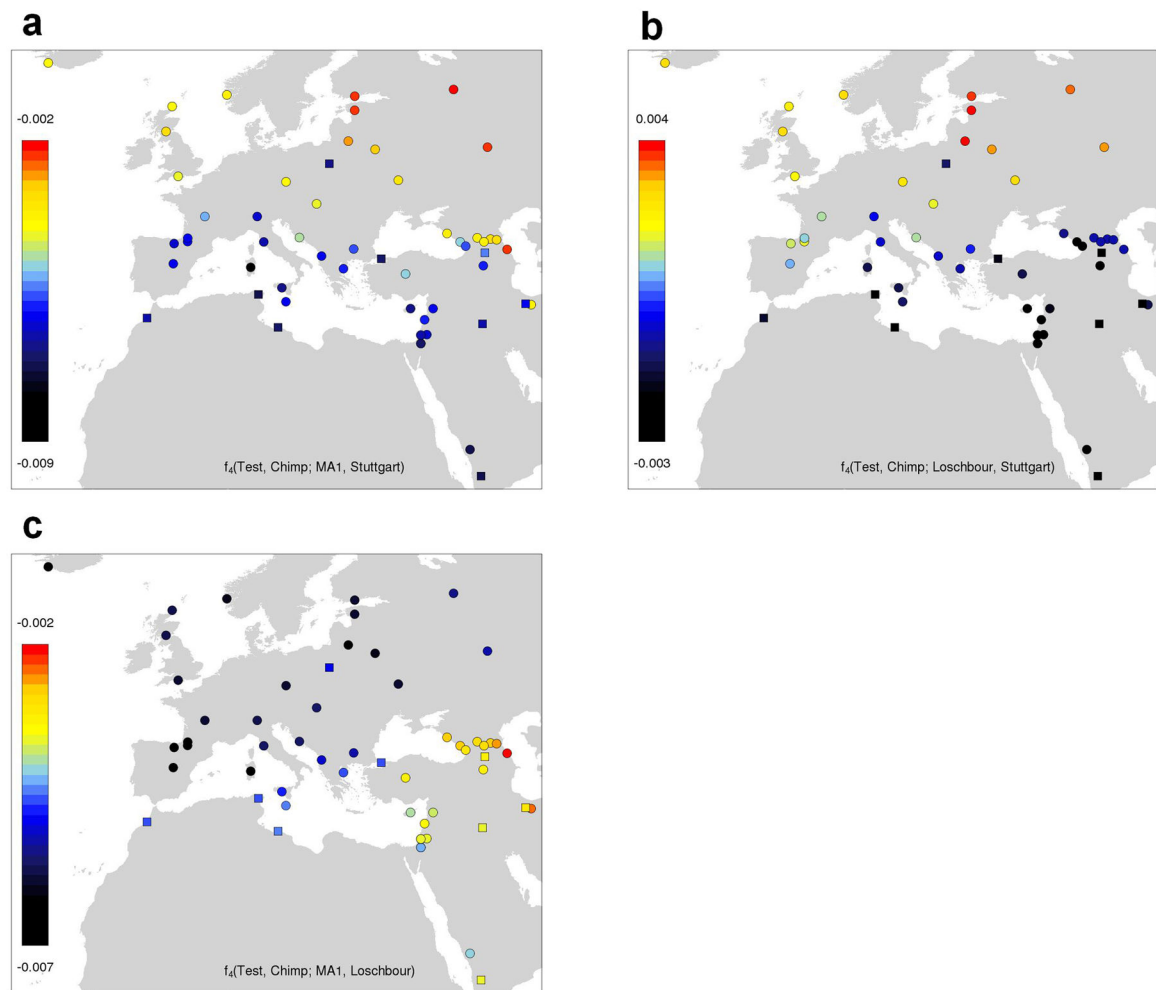 a
-0.002
-0.009
f₄(Test, Chimp; MA1, Stuttgart)
b
0.004
-0.003
f₄(Test, Chimp; Loschbour, Stuttgart)
c
-0.002
-0.007
f₄(Test, Chimp; MA1, Loschbour)